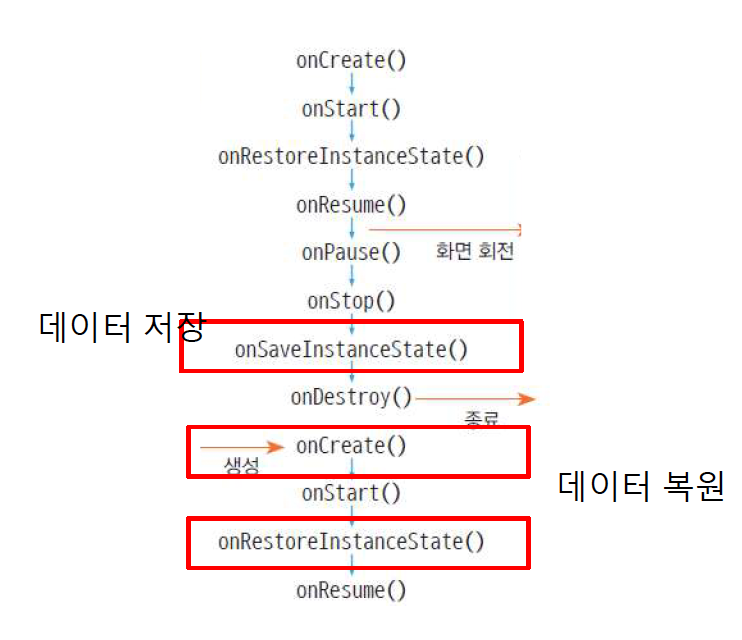 onCreate()
onStart()
onRestoreInstanceState()
onResume()
onPause()
화면 회전
onStop()
데이터 저장
onSaveInstanceState()
onDestroy()
종료
onCreate()
생성
onStart()
데이터 복원
onRestoreInstanceState()
onResume()